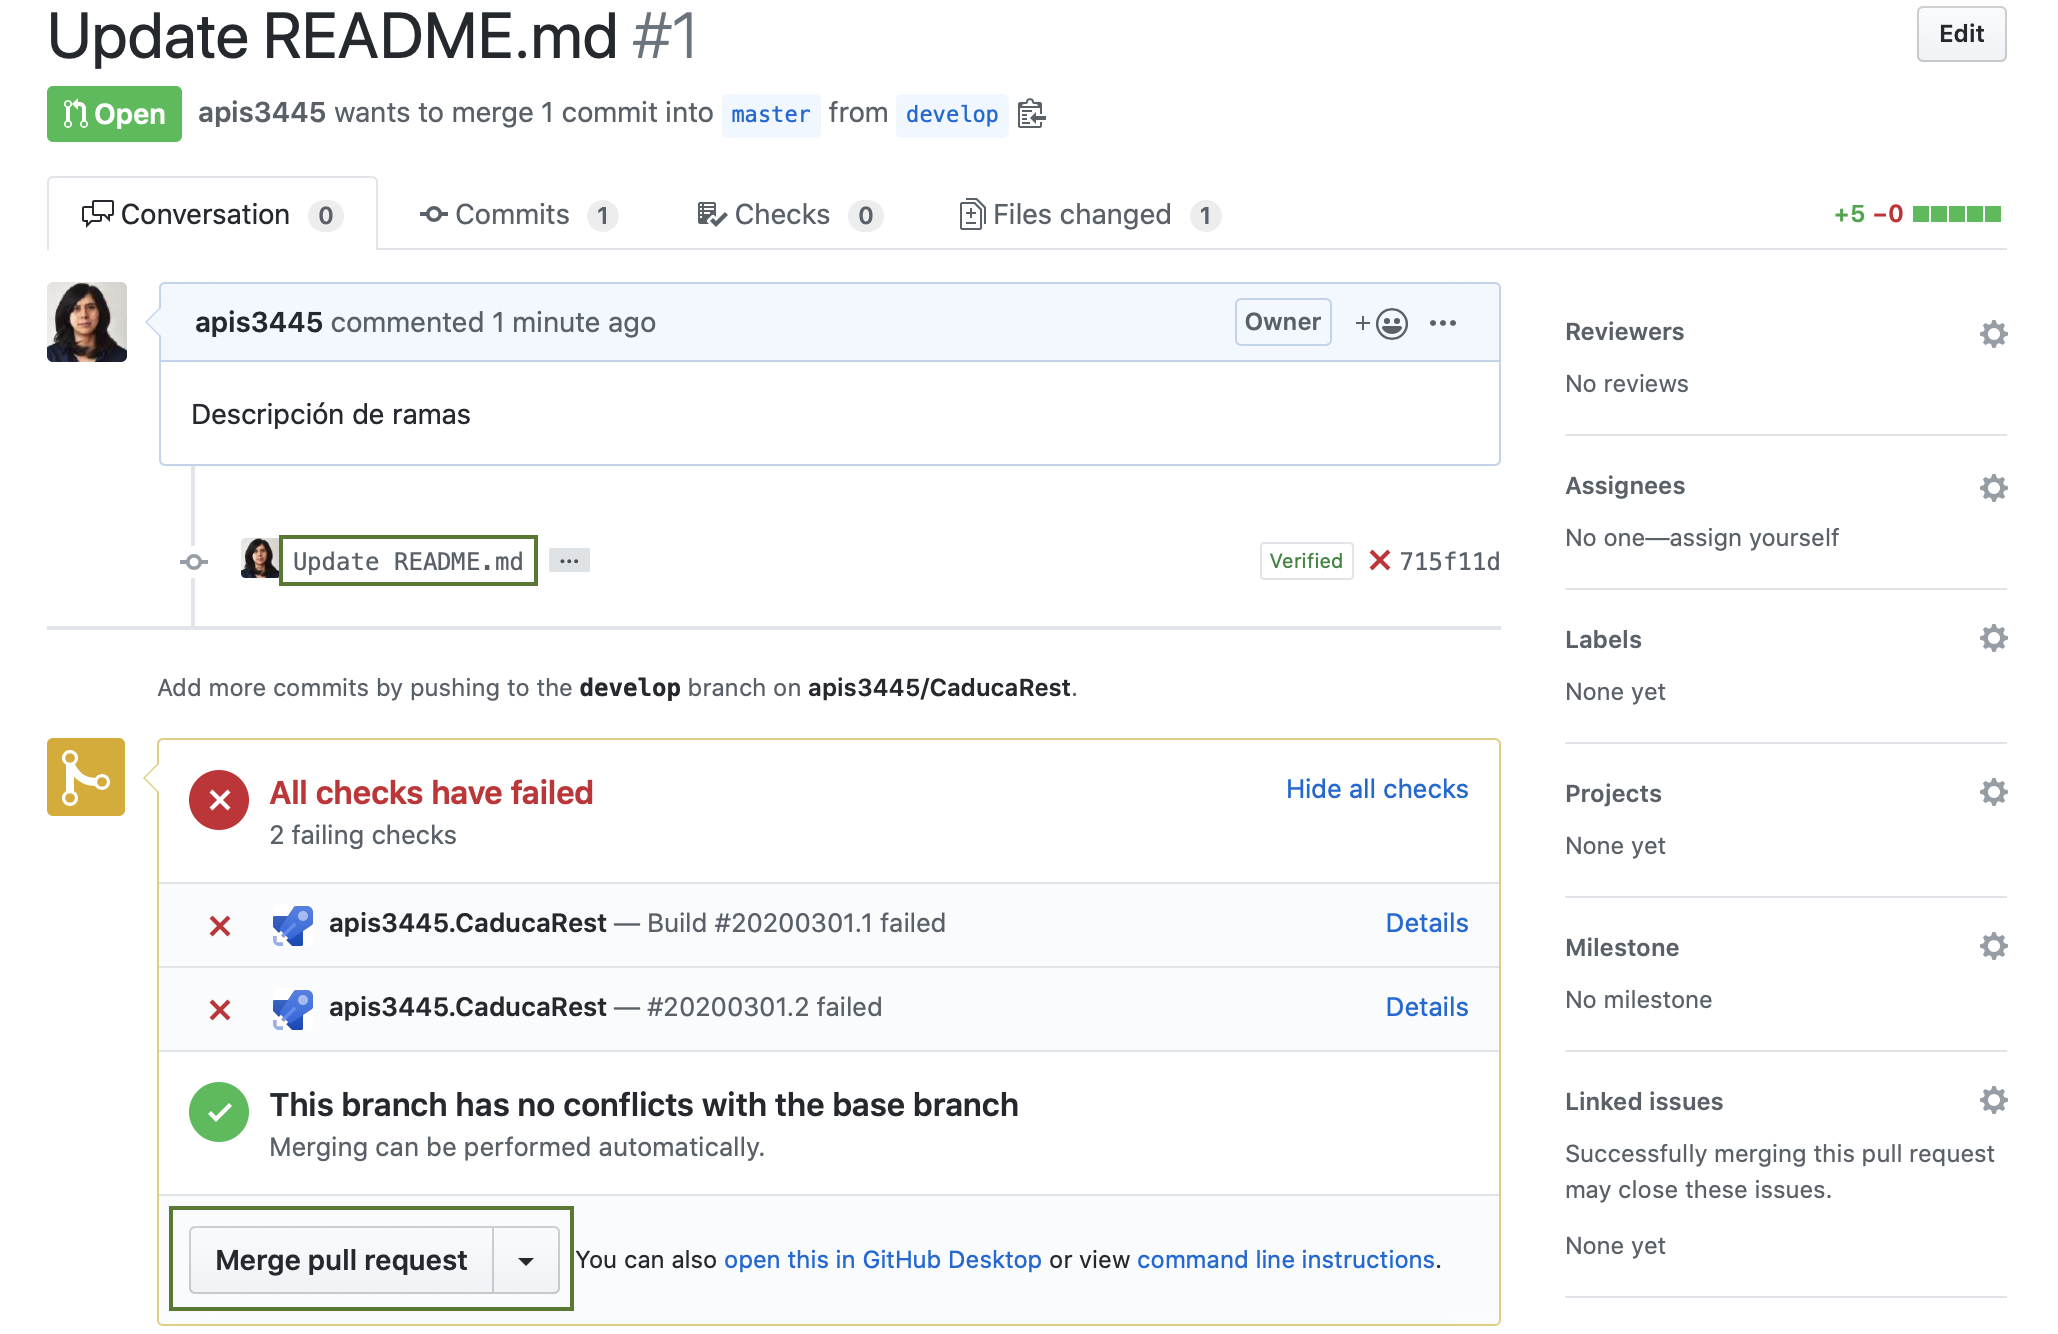 Update README.md #1
Edit
Open
apis3445 wants to merge 1 commit into master from develop
Conversation 0
Commits 1
Checks 0
Files changed 1
+5 −0
apis3445 commented 1 minute ago
Owner
Descripción de ramas
Update README.md
Verified
715f11d
Add more commits by pushing to the develop branch on apis3445/CaducaRest.
All checks have failed
2 failing checks
Hide all checks
apis3445.CaducaRest — Build #20200301.1 failed
Details
apis3445.CaducaRest — #20200301.2 failed
Details
This branch has no conflicts with the base branch
Merging can be performed automatically.
Merge pull request
You can also open this in GitHub Desktop or view command line instructions.
Reviewers
No reviews
Assignees
No one—assign yourself
Labels
None yet
Projects
None yet
Milestone
No milestone
Linked issues
Successfully merging this pull request
may close these issues.
None yet